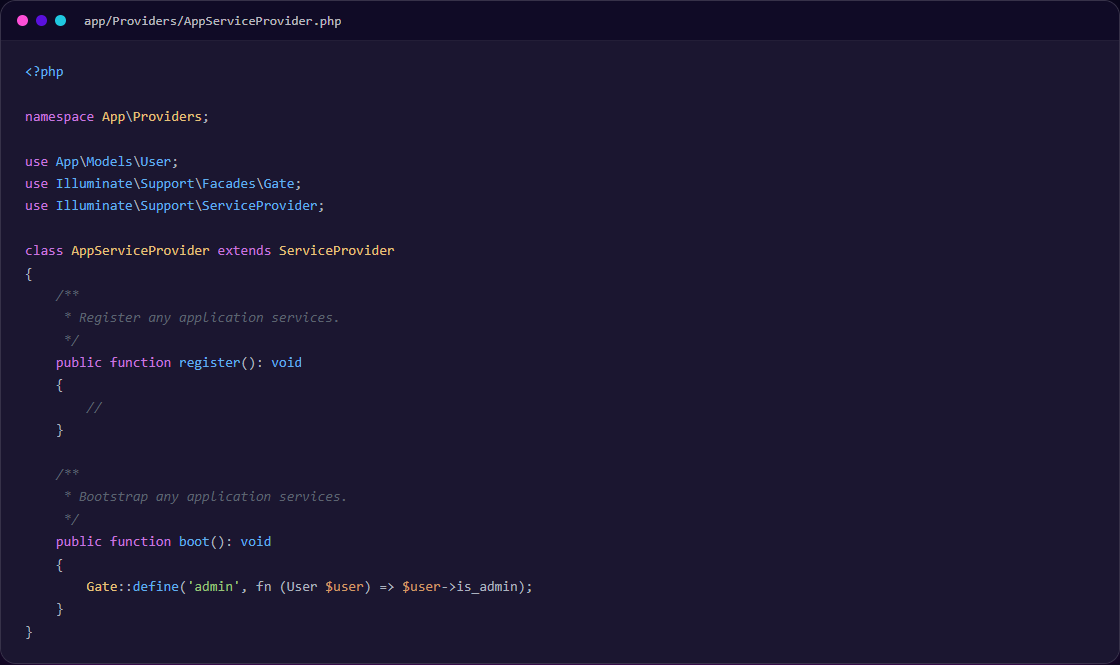 app/Providers/AppServiceProvider.php
<?php
namespace App\Providers;
use App\Models\User;
use Illuminate\Support\Facades\Gate;
use Illuminate\Support\ServiceProvider;
class AppServiceProvider extends ServiceProvider
{
    /**
     * Register any application services.
     */
    public function register(): void
    {
        //
    }
    /**
     * Bootstrap any application services.
     */
    public function boot(): void
    {
        Gate::define('admin', fn (User $user) => $user->is_admin);
    }
}